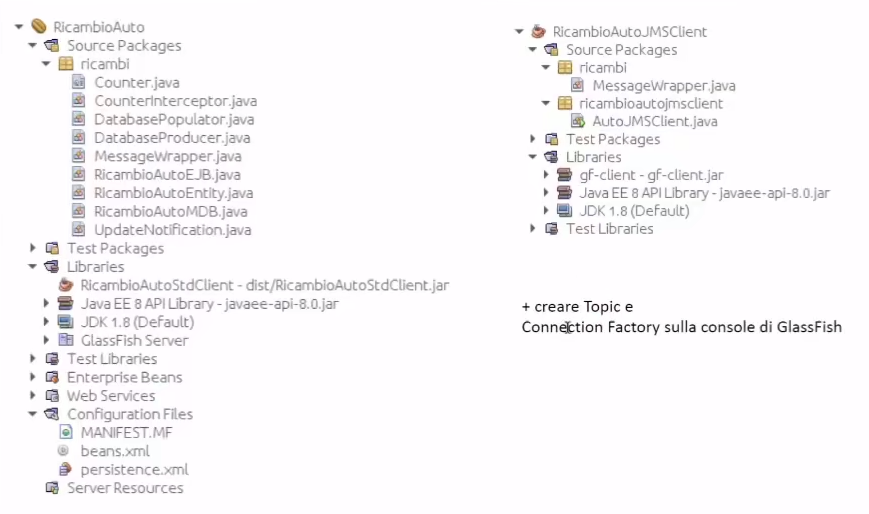 RicambioAuto
Source Packages
ricambi
Counter.java
CounterInterceptor.java
DatabasePopulator.java
DatabaseProducer.java
MessageWrapper.java
RicambioAutoEJB.java
RicambioAutoEntity.java
RicambioAutoMDB.java
UpdateNotification.java
Test Packages
Libraries
RicambioAutoStdClient - dist/RicambioAutoStdClient.jar
Java EE 8 API Library - javaee-api-8.0.jar
JDK 1.8 (Default)
GlassFish Server
Test Libraries
Enterprise Beans
Web Services
Configuration Files
MANIFEST.MF
beans.xml
persistence.xml
Server Resources
RicambioAutoJMSClient
Source Packages
ricambi
MessageWrapper.java
ricambioautojmsclient
AutoJMSClient.java
Test Packages
Libraries
gf-client - gf-client.jar
Java EE 8 API Library - javaee-api-8.0.jar
JDK 1.8 (Default)
Test Libraries
+ creare Topic e
Connection Factory sulla console di GlassFish